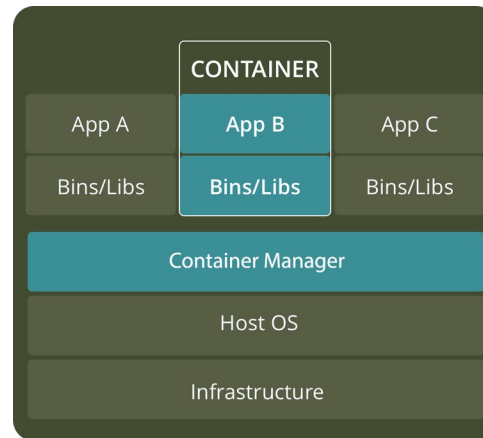 CONTAINER
App A
App B
App C
Bins/Libs
Bins/Libs
Bins/Libs
Container Manager
Host OS
Infrastructure